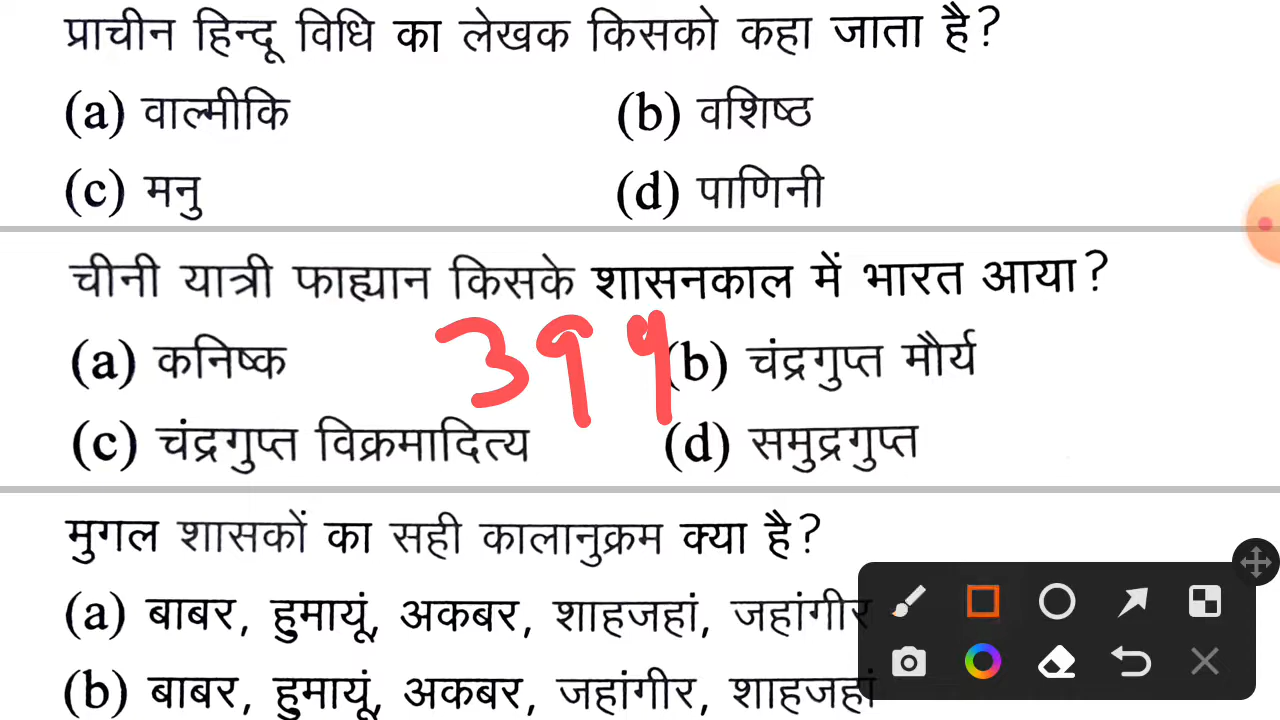 प्राचीन हिन्दू विधि का लेखक किसको कहा जाता है?
(a) वाल्मीकि (b) वशिष्ठ
(c) मनु (d) पाणिनी
चीनी यात्री फाह्यान किसके शासनकाल में भारत आया?
399
(a) कनिष्क (b) चंद्रगुप्त मौर्य
(c) चंद्रगुप्त विक्रमादित्य (d) समुद्रगुप्त
मुगल शासकों का सही कालानुक्रम क्या है?
(a) बाबर, हुमायूं, अकबर, शाहजहां, जहांगीर
(b) बाबर, हुमायूं, अकबर, जहांगीर, शाहजहां